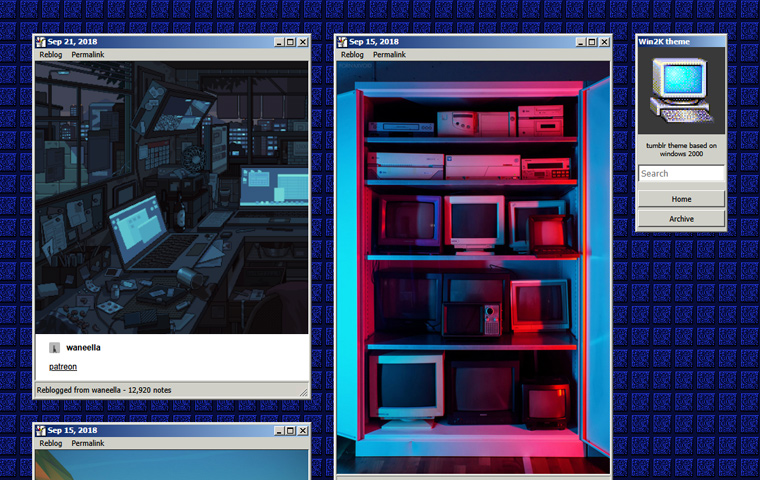 Sep 21, 2018
Reblog Permalink
waneella
patreon
Reblogged from waneella - 12,920 notes
Sep 15, 2018
Reblog Permalink
Sep 15, 2018
Reblog Permalink
Win2K theme
tumblr theme based on
windows 2000
Search
Home
Archive